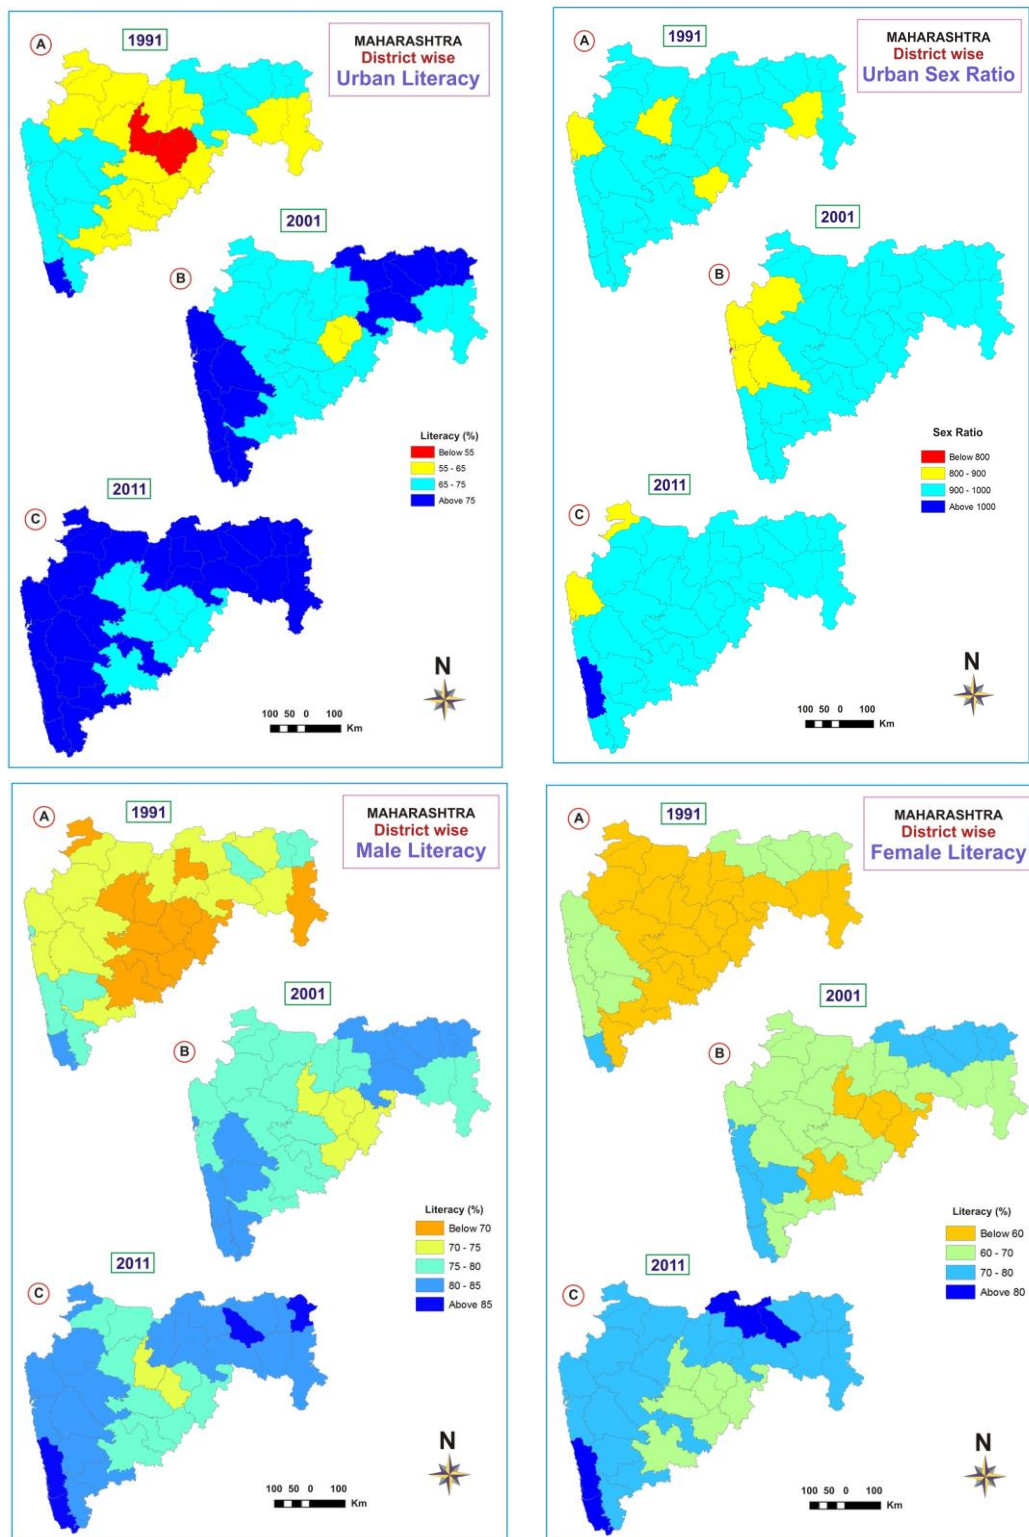 A
1991
MAHARASHTRA
District wise
Urban Literacy
2001
B
Literacy (%)
Below 55
55 - 65
65 - 75
Above 75
2011
C
N
100 50 0 100
Km
A
1991
MAHARASHTRA
District wise
Urban Sex Ratio
2001
B
Sex Ratio
Below 800
800 - 900
900 - 1000
Above 1000
2011
C
N
100 50 0 100
Km
A
1991
MAHARASHTRA
District wise
Male Literacy
2001
B
Literacy (%)
Below 70
70 - 75
75 - 80
80 - 85
Above 85
2011
C
N
100 50 0 100
Km
A
1991
MAHARASHTRA
District wise
Female Literacy
2001
B
Literacy (%)
Below 60
60 - 70
70 - 80
Above 80
2011
C
N
100 50 0 100
Km